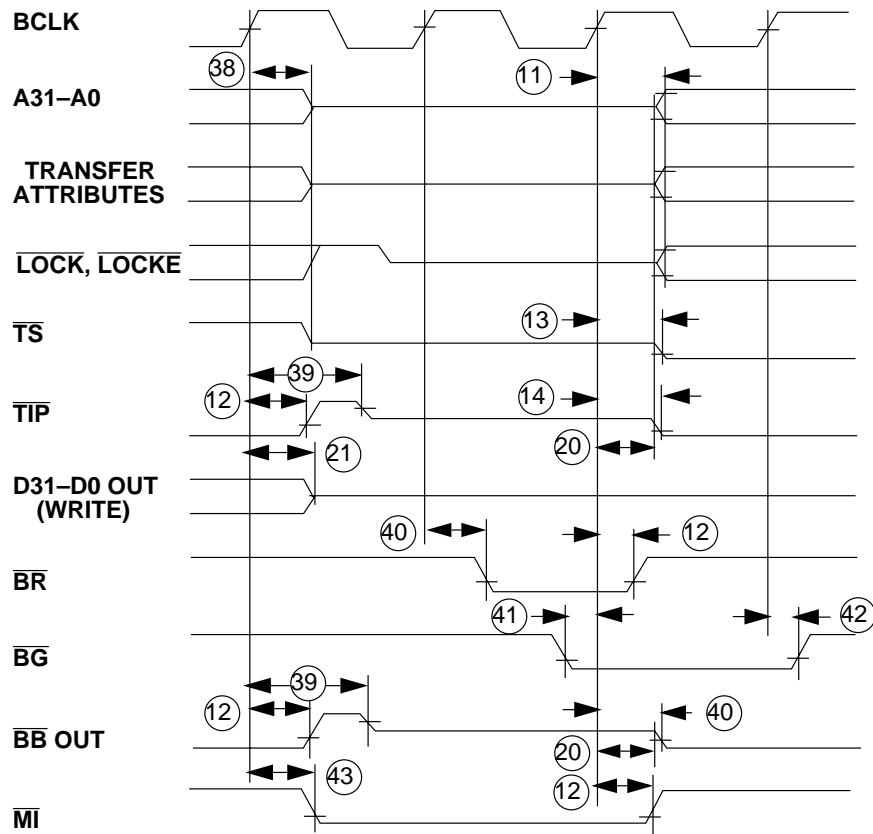 BCLK
38
11
A31–A0
TRANSFER
ATTRIBUTES
LOCK, LOCKE
13
TS
39
12
14
TIP
20
21
D31–D0 OUT
(WRITE)
40
12
BR
41
42
BG
39
12
40
BB OUT
20
43
12
MI